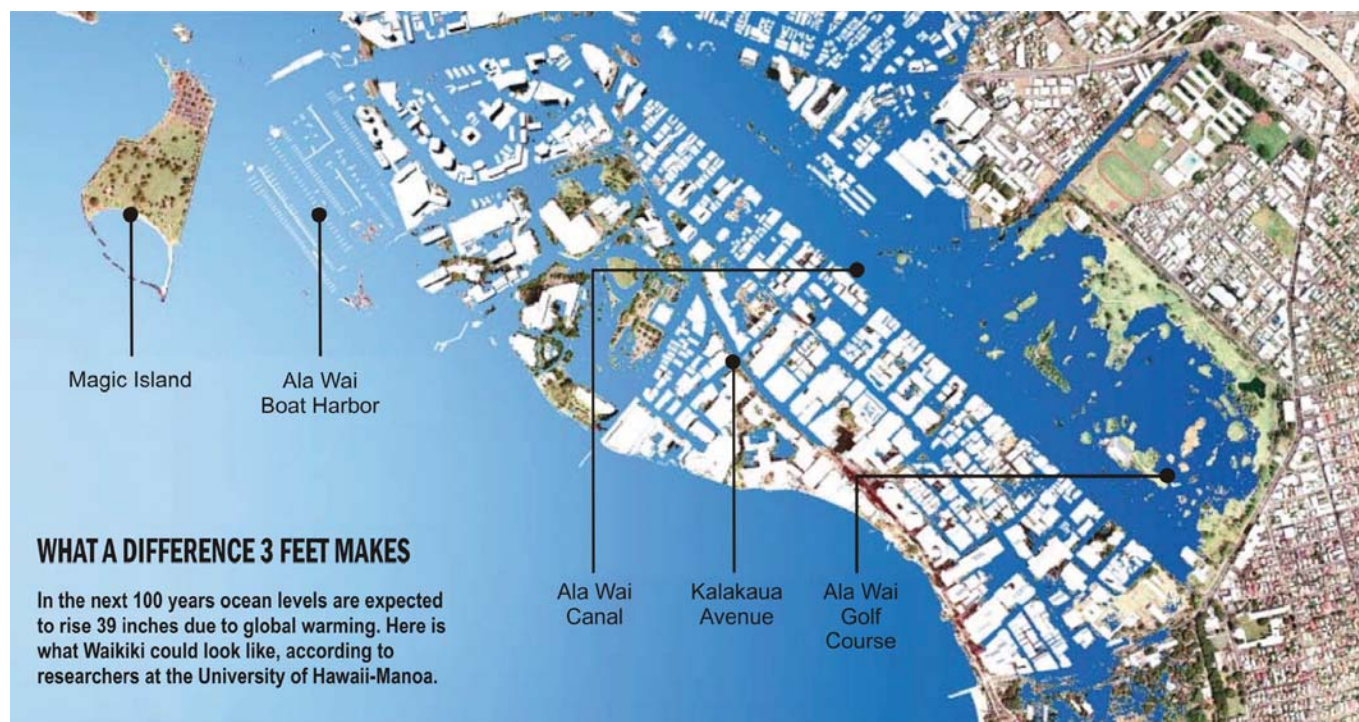 Magic Island
Ala Wai
Boat Harbor
Ala Wai
Canal
Kalakaua
Avenue
Ala Wai
Golf
Course
WHAT A DIFFERENCE 3 FEET MAKES
In the next 100 years ocean levels are expected
to rise 39 inches due to global warming. Here is
what Waikiki could look like, according to
researchers at the University of Hawaii-Manoa.